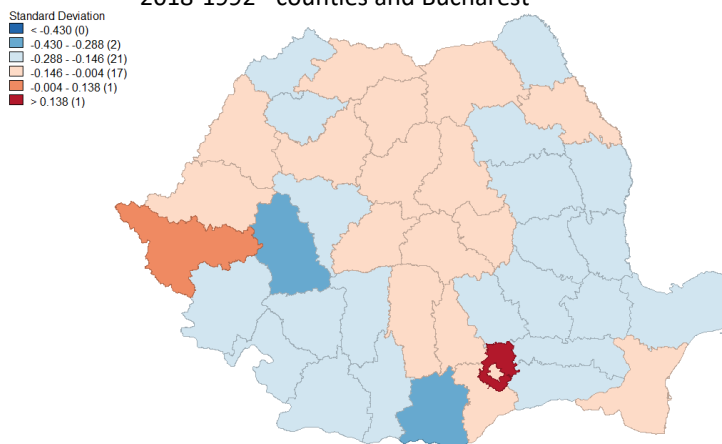 2018-1992 - counties and Bucharest
Standard Deviation
< -0.430 (0)
-0.430 - -0.288 (2)
-0.288 - -0.146 (21)
-0.146 - -0.004 (17)
-0.004 - 0.138 (1)
> 0.138 (1)